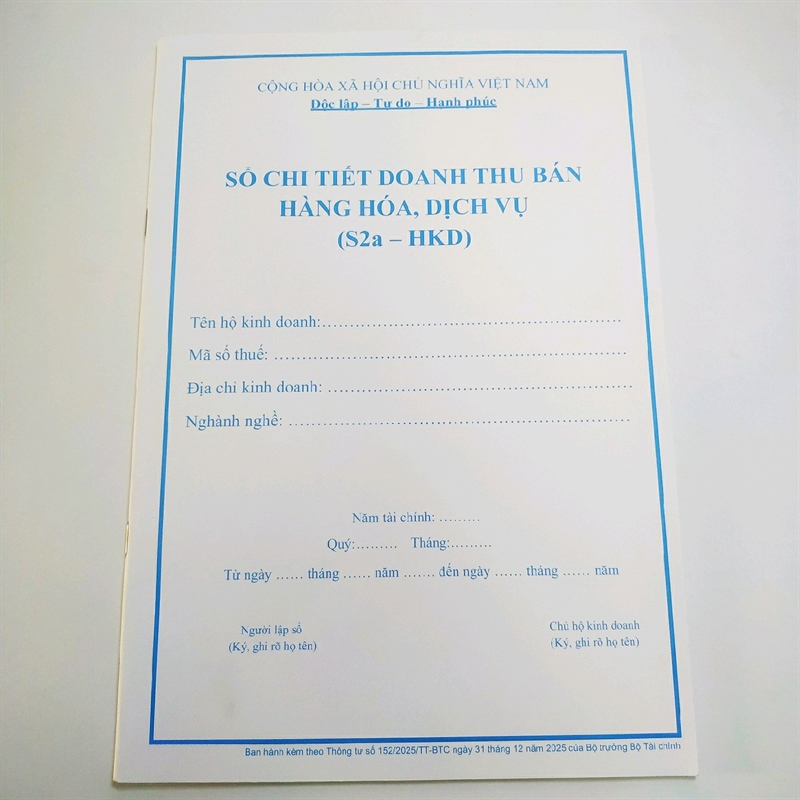 CỘNG HÒA XÃ HỘI CHỦ NGHĨA VIỆT NAM
Độc lập – Tự do – Hạnh phúc
SỔ CHI TIẾT DOANH THU BÁN
HÀNG HÓA, DỊCH VỤ
(S2a – HKD)
Tên hộ kinh doanh:……………………………………………
Mã số thuế: ……………………………………………………
Địa chỉ kinh doanh: ……………………………………………
Nghành nghề: …………………………………………………
Năm tài chính: ………
Quý:……… Tháng:………
Từ ngày …… tháng …… năm ……. đến ngày …… tháng …… năm
Người lập sổ
(Ký, ghi rõ họ tên)
Chủ hộ kinh doanh
(Ký, ghi rõ họ tên)
Ban hành kèm theo Thông tư số 152/2025/TT-BTC ngày 31 tháng 12 năm 2025 của Bộ trưởng Bộ Tài chính